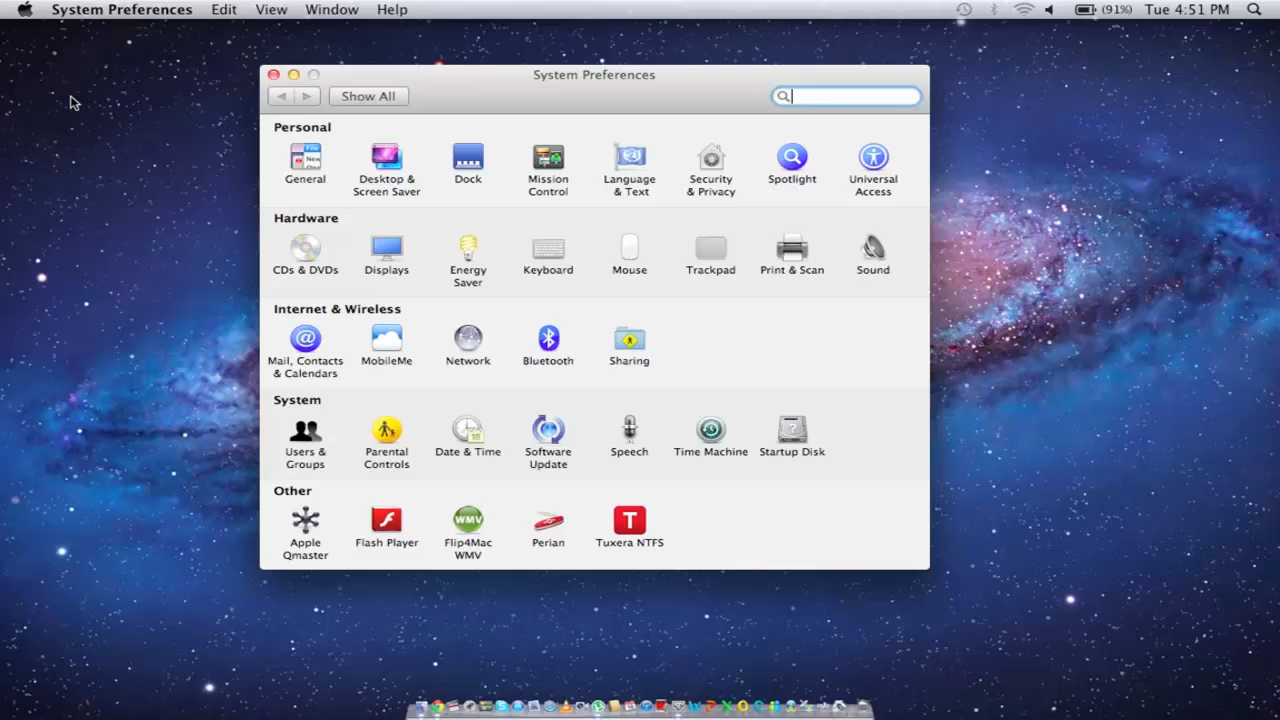 System Preferences Edit View Window Help (91%) Tue 4:51 PM
System Preferences
Show All
Personal
General Desktop & Screen Saver Dock Mission Control Language & Text Security & Privacy Spotlight Universal Access
Hardware
CDs & DVDs Displays Energy Saver Keyboard Mouse Trackpad Print & Scan Sound
Internet & Wireless
Mail, Contacts & Calendars MobileMe Network Bluetooth Sharing
System
Users & Groups Parental Controls Date & Time Software Update Speech Time Machine Startup Disk
Other
WMV T
Apple Qmaster Flash Player Flip4Mac WMV Perian Tuxera NTFS